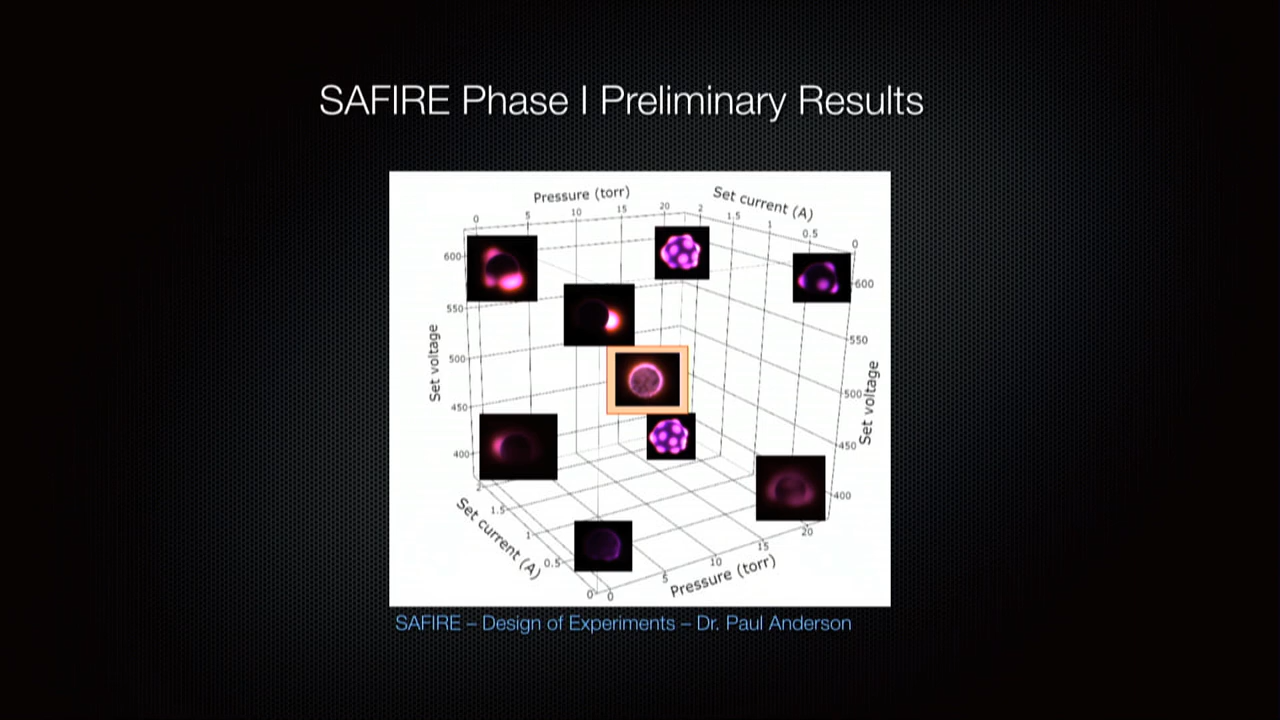 SAFIRE Phase I Preliminary Results
Pressure (torr)
Set current (A)
0 5 10 15 20 2 1.5 1 0.5 0
600
550
500
450
400
Set voltage
600
550
500
450
400
Set voltage
2
1.5
1
0.5
0
Set current (A)
0 5 10 15 20
Pressure (torr)
SAFIRE – Design of Experiments – Dr. Paul Anderson